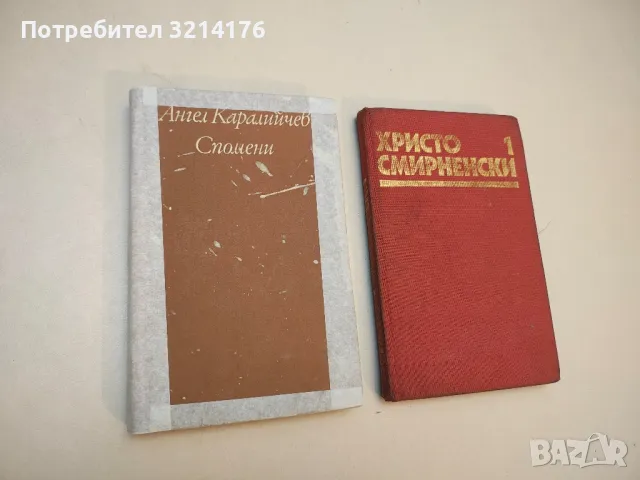 Потребител 3214176
Ангел Каралийчев
Спомени
ХРИСТО 1
СМИРНЕНСКИ
BAZAR